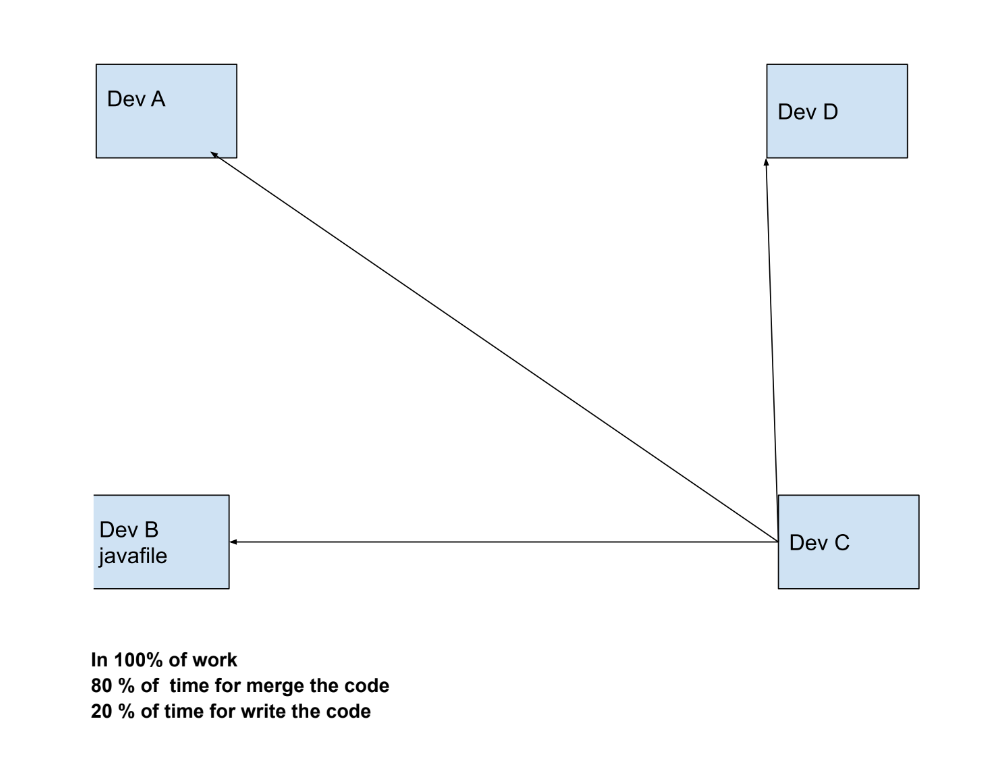 Dev A
Dev D
Dev B
javafile
Dev C
In 100% of work
80 % of  time for merge the code
20 % of time for write the code